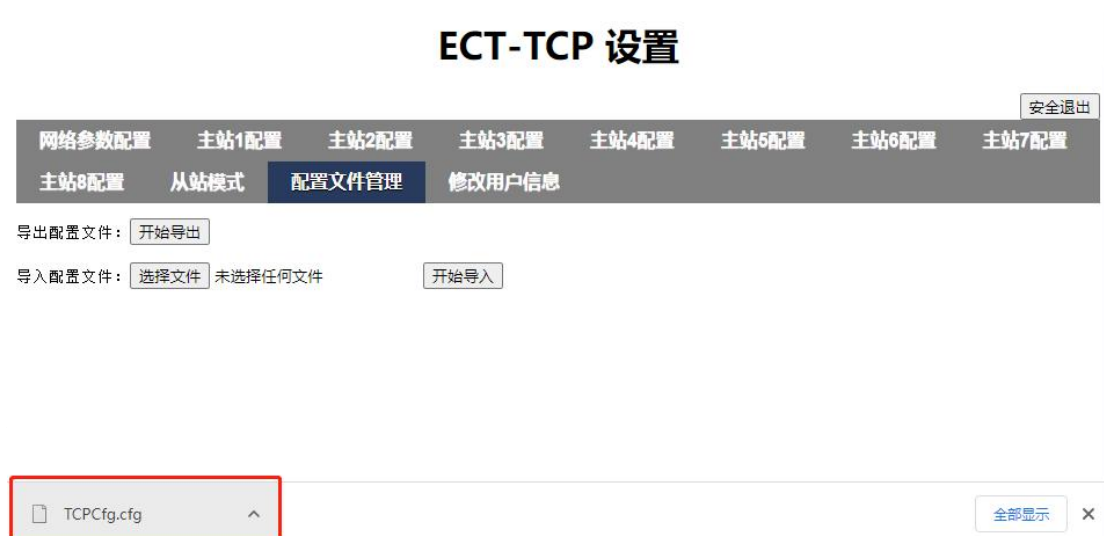 ECT-TCP 设置
安全退出
网络参数配置 主站1配置 主站2配置 主站3配置 主站4配置 主站5配置 主站6配置 主站7配置
主站8配置 从站模式 配置文件管理 修改用户信息
导出配置文件： 开始导出
导入配置文件： 选择文件 未选择任何文件 开始导入
TCPCfg.cfg 全部显示